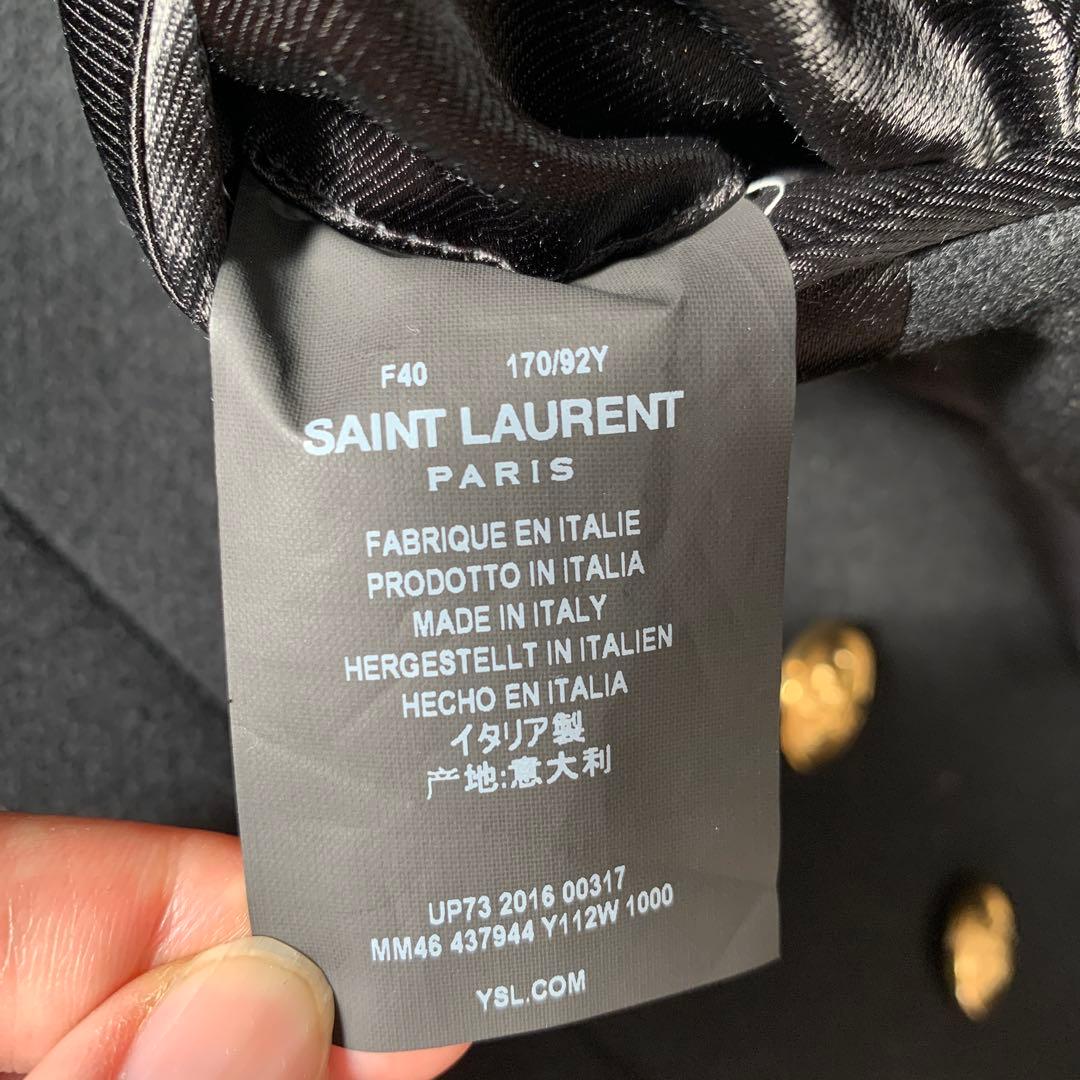 F40 170/92Y
SAINT LAURENT
PARIS
FABRIQUE EN ITALIE
PRODOTTO IN ITALIA
MADE IN ITALY
HERGESTELLT IN ITALIEN
HECHO EN ITALIA
イタリア製
产地:意大利
UP73 2016 00317
MM46 437944 Y112W 1000
YSL.COM